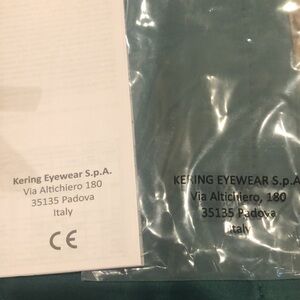 Kering Eyewear S.p.A.
Via Altichiero 180
35135 Padova
Italy
CE
KERING EYEWEAR S.p.A.
Via Altichiero, 180
35135 Padova
Italy